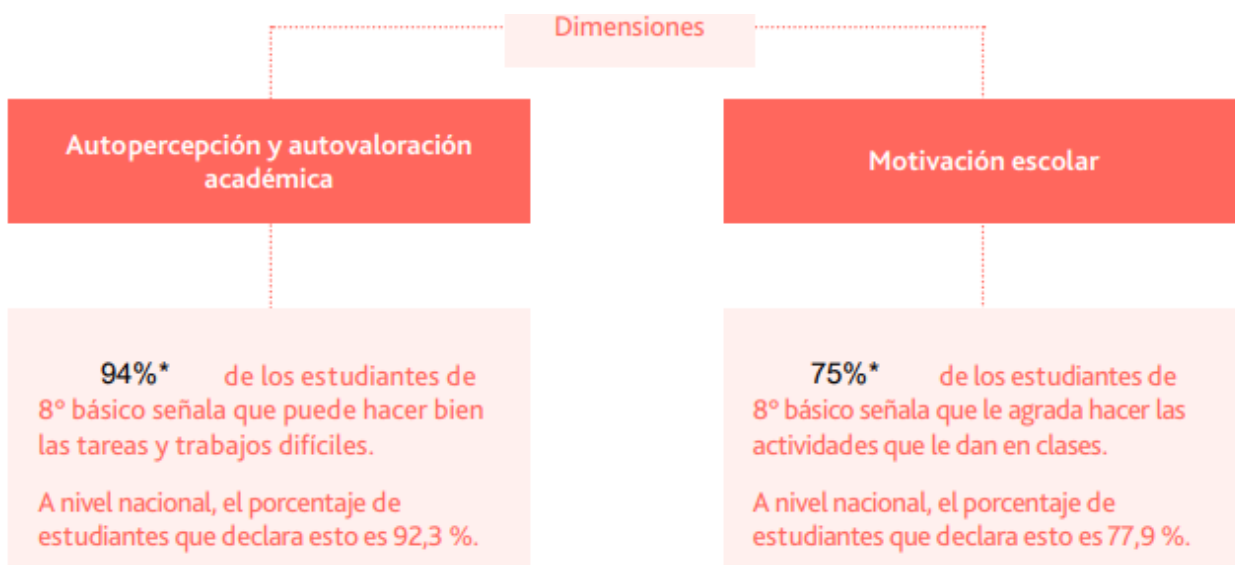 Dimensiones
Autopercepción y autovaloración
académica
94%* de los estudiantes de
8° básico señala que puede hacer bien
las tareas y trabajos difíciles.
A nivel nacional, el porcentaje de
estudiantes que declara esto es 92,3 %.
Motivación escolar
75%* de los estudiantes de
8° básico señala que le agrada hacer las
actividades que le dan en clases.
A nivel nacional, el porcentaje de
estudiantes que declara esto es 77,9 %.